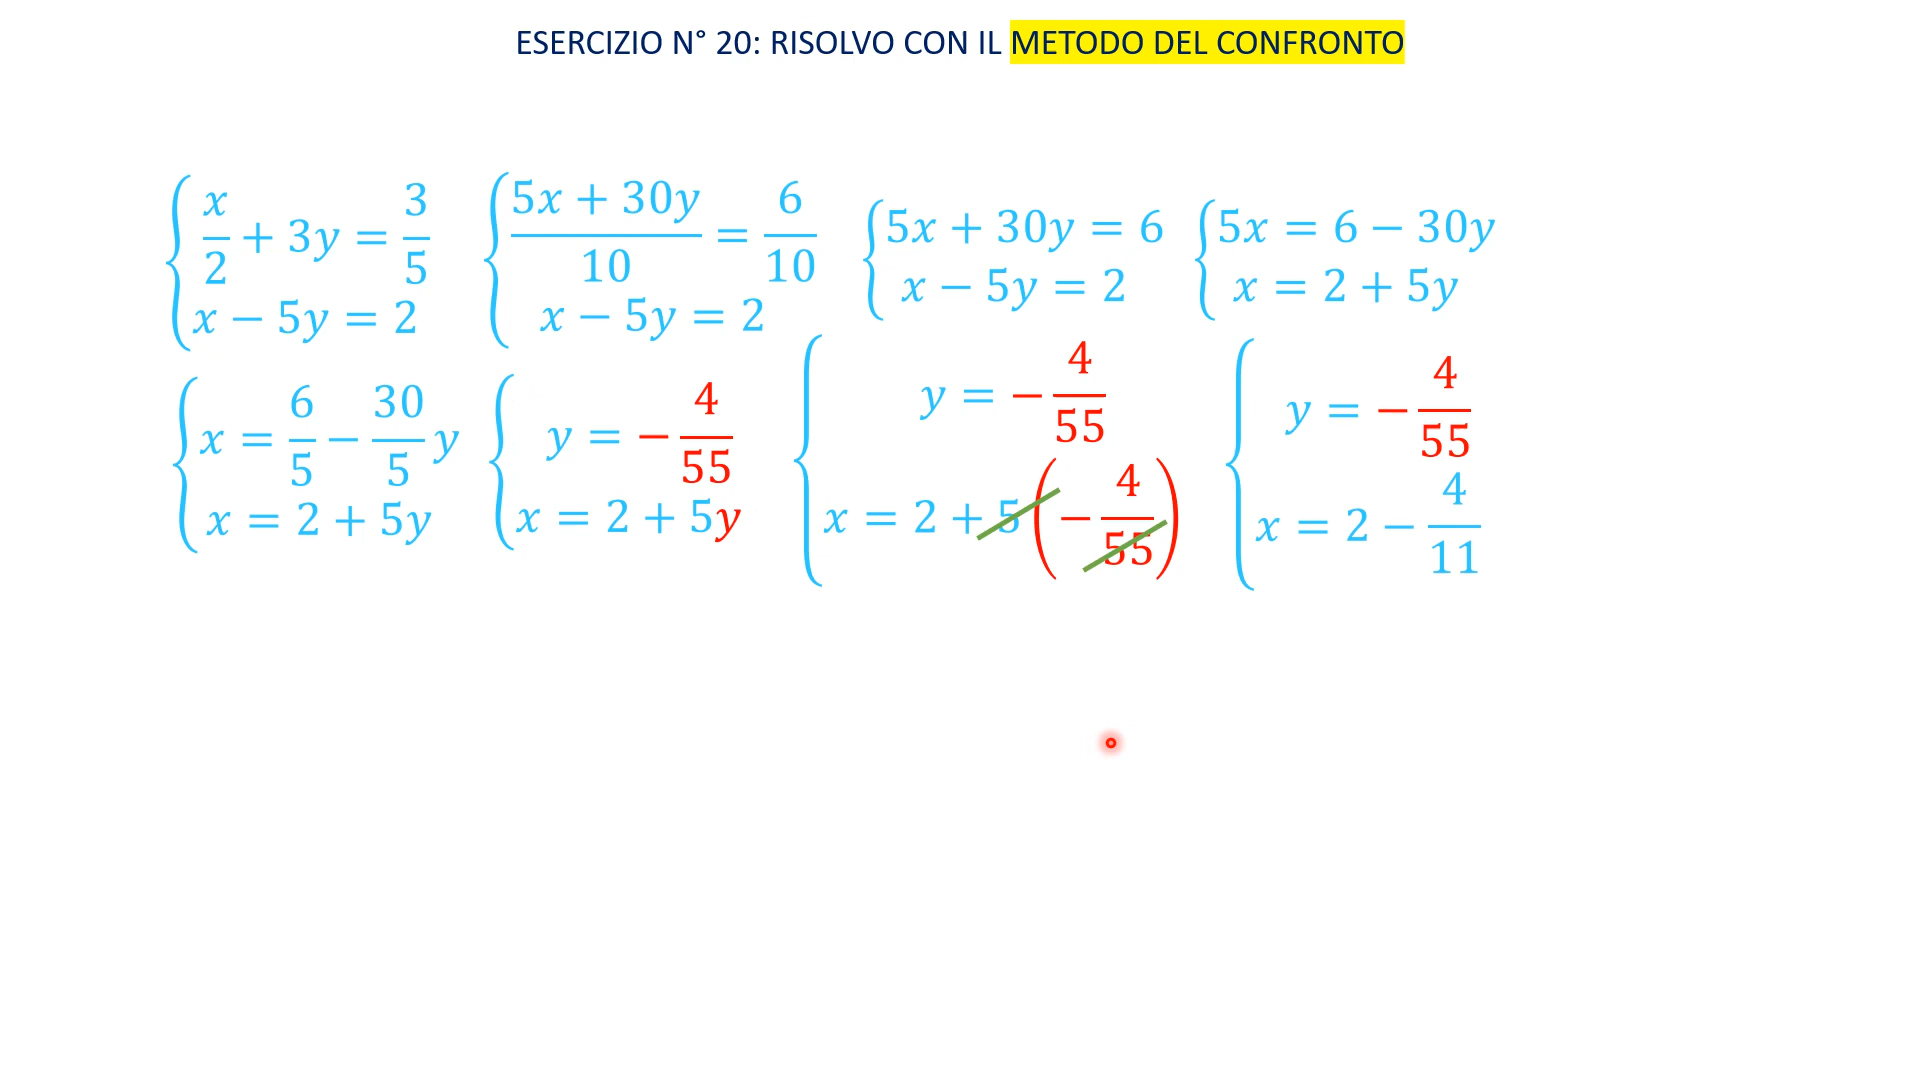 ESERCIZIO N° 20: RISOLVO CON IL METODO DEL CONFRONTO
x/2 + 3y = 3/5
x − 5y = 2
(5x + 30y)/10 = 6/10
x − 5y = 2
5x + 30y = 6
x − 5y = 2
5x = 6 − 30y
x = 2 + 5y
x = 6/5 − 30/5 y
x = 2 + 5y
y = − 4/55
x = 2 + 5y
y = − 4/55
x = 2 + 5 (− 4/55)
y = − 4/55
x = 2 − 4/11